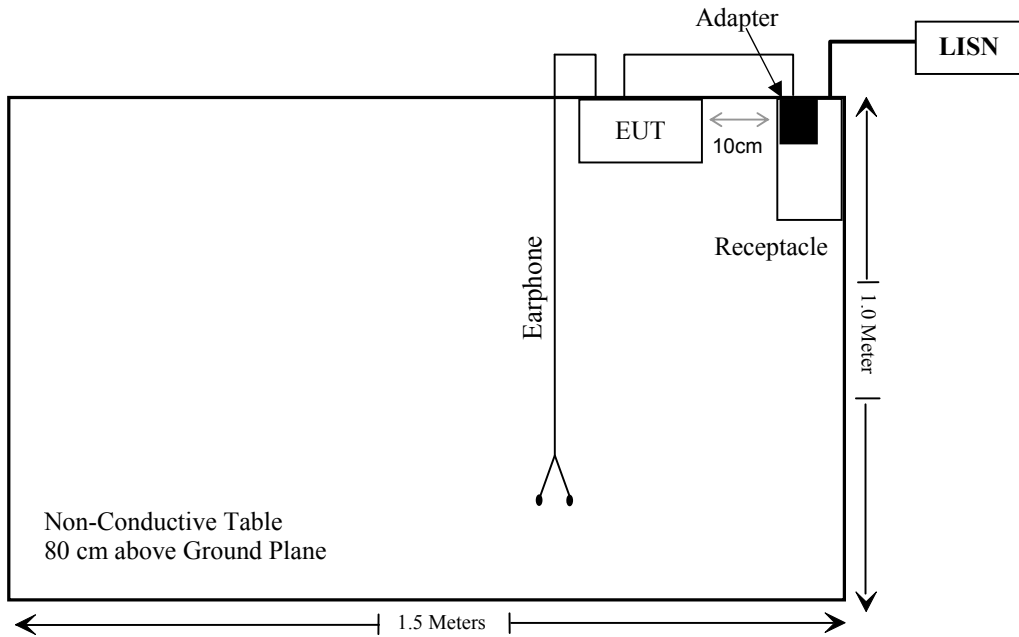 Adapter
LISN
EUT
10cm
Receptacle
Earphone
1.0 Meter
Non-Conductive Table
80 cm above Ground Plane
1.5 Meters